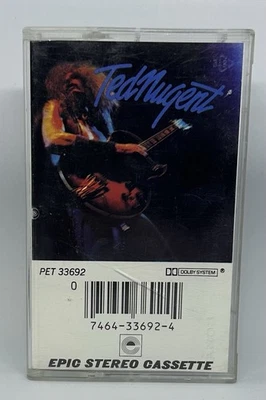 Ted Nugent
PET 33692
DOLBY SYSTEM ®
0
7464-33692-4
EPIC STEREO CASSETTE